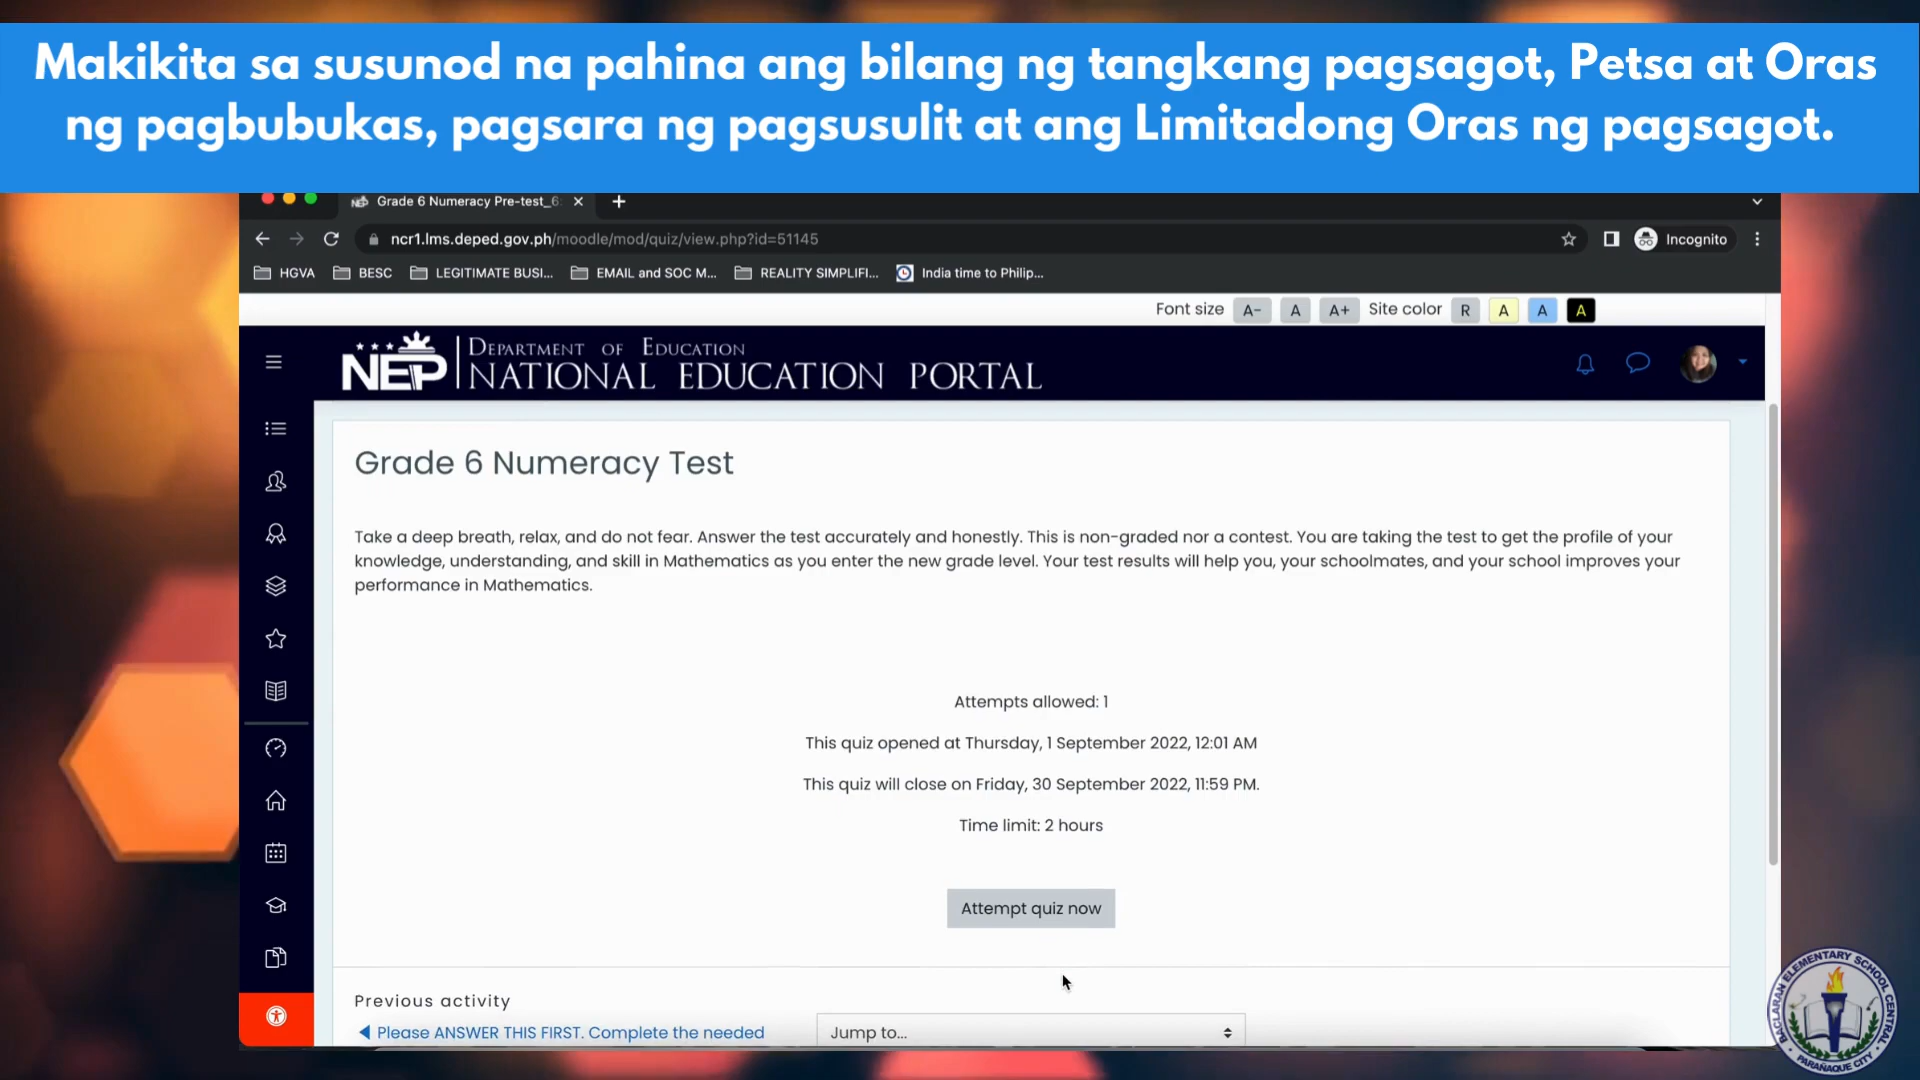 Makikita sa susunod na pahina ang bilang ng tangkang pagsagot, Petsa at Oras
ng pagbubukas, pagsara ng pagsusulit at ang Limitadong Oras ng pagsagot.
NEP Grade 6 Numeracy Pre-test_6:
ncr1.lms.deped.gov.ph/moodle/mod/quiz/view.php?id=51145
Incognito
HGVA BESC LEGITIMATE BUSI... EMAIL and SOC M... REALITY SIMPLIFI... India time to Philip...
Font size A- A A+ Site color R A A A
NEP DEPARTMENT OF EDUCATION
NATIONAL EDUCATION PORTAL
Grade 6 Numeracy Test
Take a deep breath, relax, and do not fear. Answer the test accurately and honestly. This is non-graded nor a contest. You are taking the test to get the profile of your
knowledge, understanding, and skill in Mathematics as you enter the new grade level. Your test results will help you, your schoolmates, and your school improves your
performance in Mathematics.
Attempts allowed: 1
This quiz opened at Thursday, 1 September 2022, 12:01 AM
This quiz will close on Friday, 30 September 2022, 11:59 PM.
Time limit: 2 hours
Attempt quiz now
Previous activity
Please ANSWER THIS FIRST. Complete the needed
Jump to...
BACLARAN ELEMENTARY SCHOOL CENTRAL
PARAÑAQUE CITY